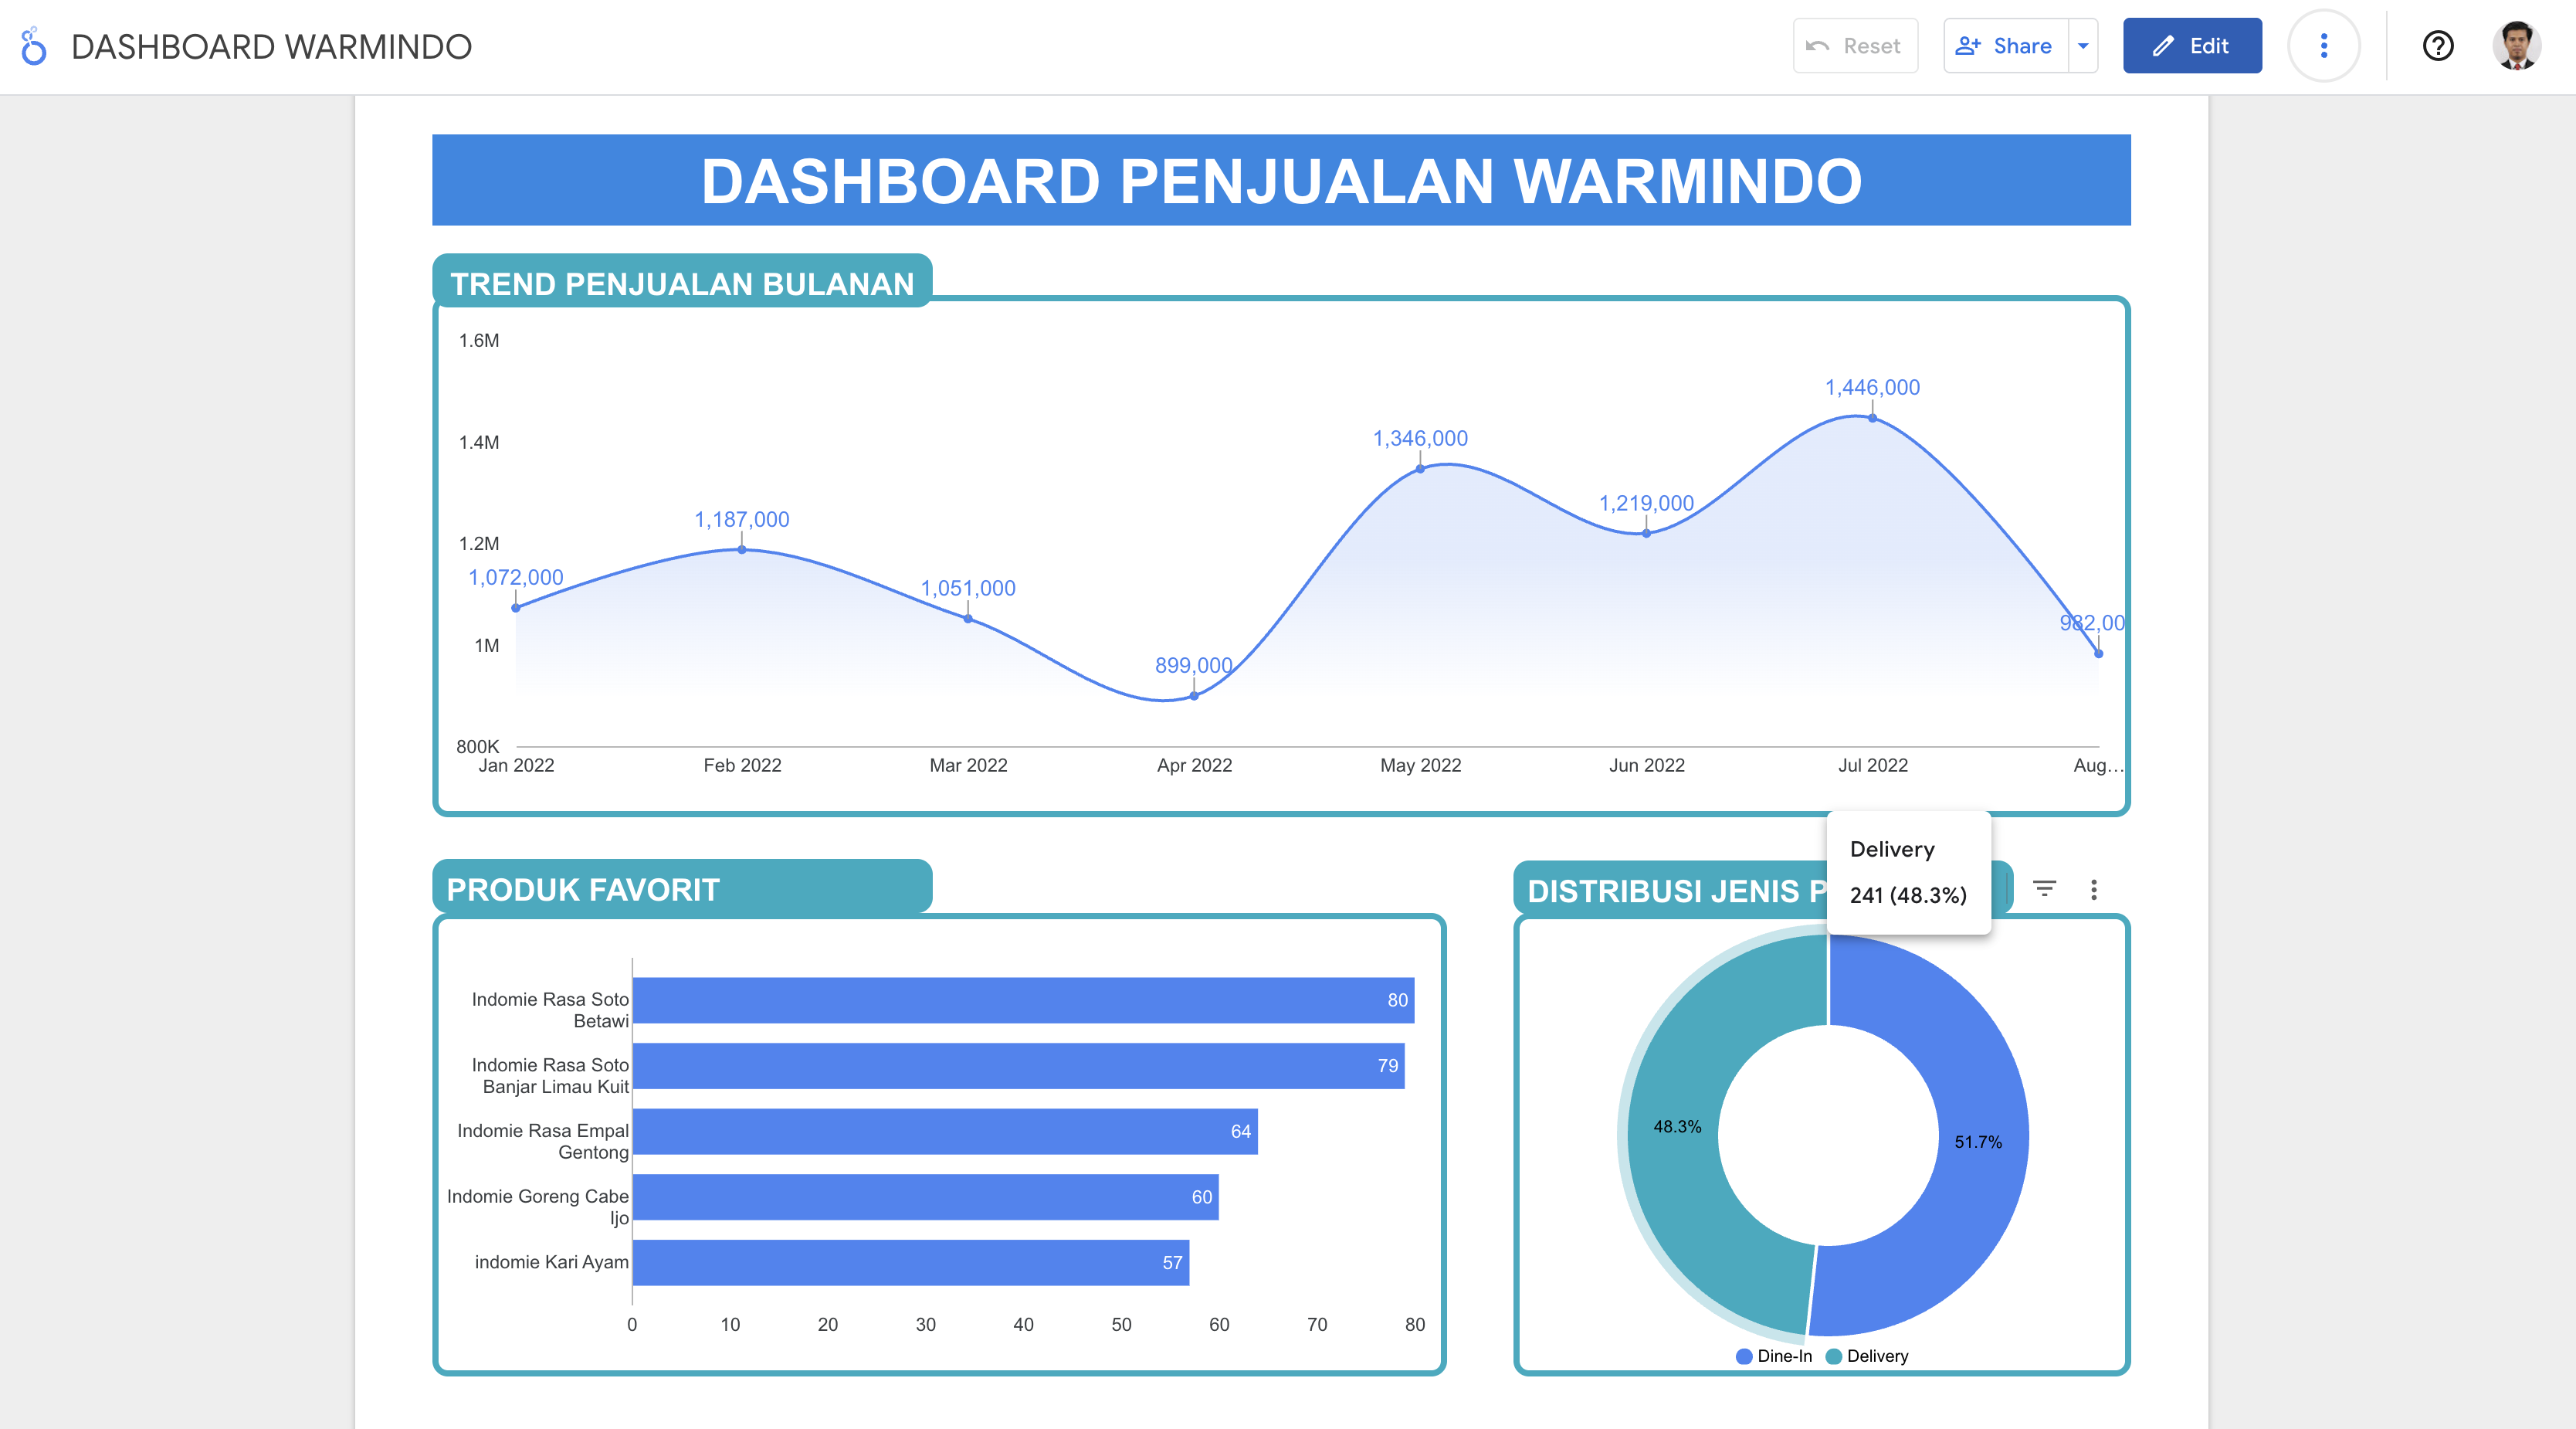 DASHBOARD WARMINDO
Reset
Share
Edit
DASHBOARD PENJUALAN WARMINDO
TREND PENJUALAN BULANAN
1.6M
1.4M
1.2M
1M
800K
1,072,000
1,187,000
1,051,000
899,000
1,346,000
1,219,000
1,446,000
982,00
Jan 2022
Feb 2022
Mar 2022
Apr 2022
May 2022
Jun 2022
Jul 2022
Aug...
PRODUK FAVORIT
Indomie Rasa Soto
Betawi
80
Indomie Rasa Soto
Banjar Limau Kuit
79
Indomie Rasa Empal
Gentong
64
Indomie Goreng Cabe
Ijo
60
indomie Kari Ayam
57
0 10 20 30 40 50 60 70 80
DISTRIBUSI JENIS P
Delivery
241 (48.3%)
48.3%
51.7%
Dine-In
Delivery